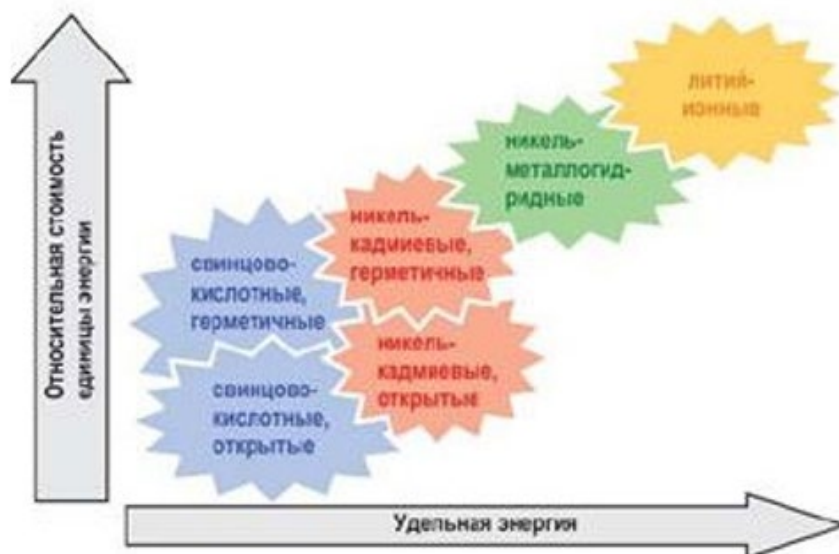 Относительная стоимость
единицы энергии
литий-
ионные
никель-
металлогид-
ридные
никель-
кадмиевые,
герметичные
свинцово-
кислотные,
герметичные
никель-
кадмиевые,
открытые
свинцово-
кислотные,
открытые
Удельная энергия